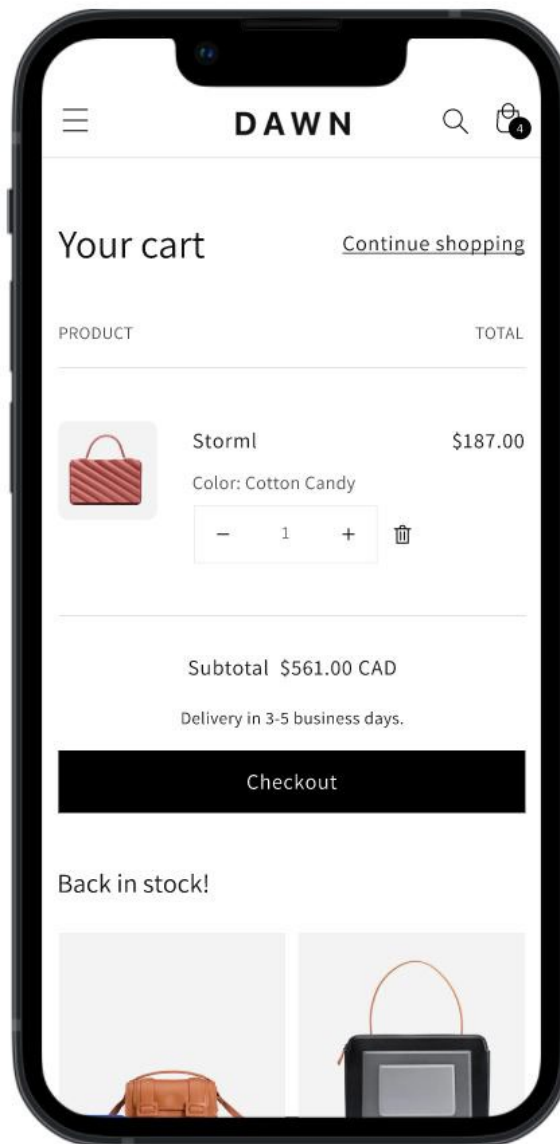 DAWN
4
Your cart
Continue shopping
PRODUCT TOTAL
Storml $187.00
Color: Cotton Candy
− 1 +
Subtotal $561.00 CAD
Delivery in 3-5 business days.
Checkout
Back in stock!